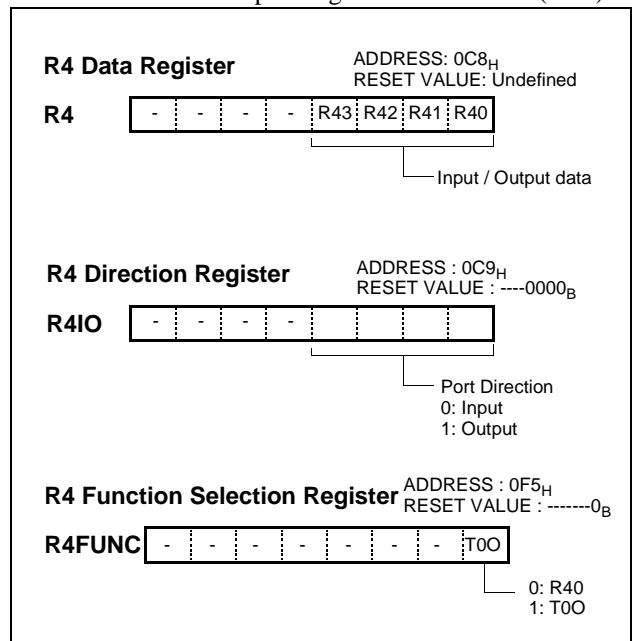 R4 Data Register
ADDRESS: 0C8H
RESET VALUE: Undefined
R4 - - - - R43 R42 R41 R40
Input / Output data
R4 Direction Register
ADDRESS : 0C9H
RESET VALUE : ----0000B
R4IO - - - -
Port Direction
0: Input
1: Output
R4 Function Selection Register
ADDRESS : 0F5H
RESET VALUE : -------0B
R4FUNC - - - - - - - T0O
0: R40
1: T0O